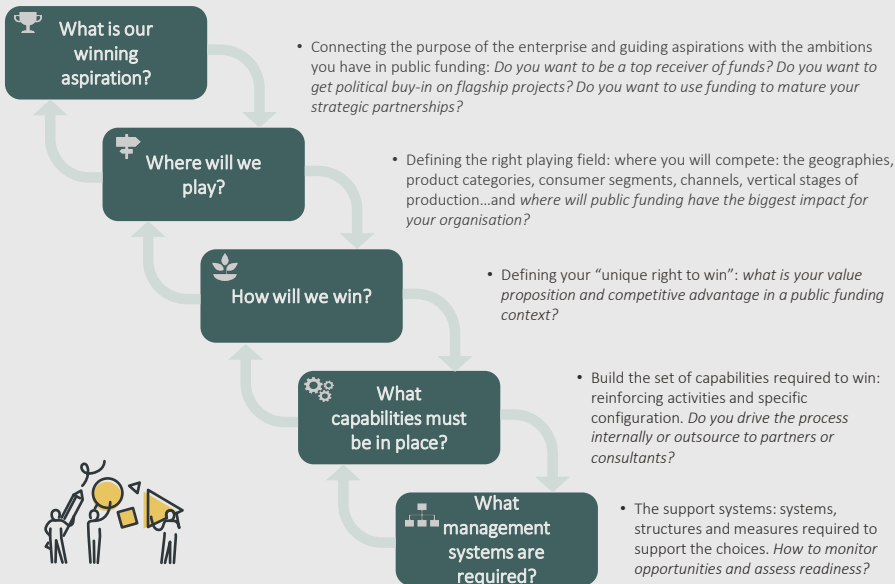 What is our
winning
aspiration?
• Connecting the purpose of the enterprise and guiding aspirations with the ambitions
you have in public funding: Do you want to be a top receiver of funds? Do you want to
get political buy-in on flagship projects? Do you want to use funding to mature your
strategic partnerships?
Where will we
play?
• Defining the right playing field: where you will compete: the geographies,
product categories, consumer segments, channels, vertical stages of
production…and where will public funding have the biggest impact for
your organisation?
How will we win?
• Defining your “unique right to win”: what is your value
proposition and competitive advantage in a public funding
context?
What
capabilities must
be in place?
• Build the set of capabilities required to win:
reinforcing activities and specific
configuration. Do you drive the process
internally or outsource to partners or
consultants?
What
management
systems are
required?
• The support systems: systems,
structures and measures required to
support the choices. How to monitor
opportunities and assess readiness?